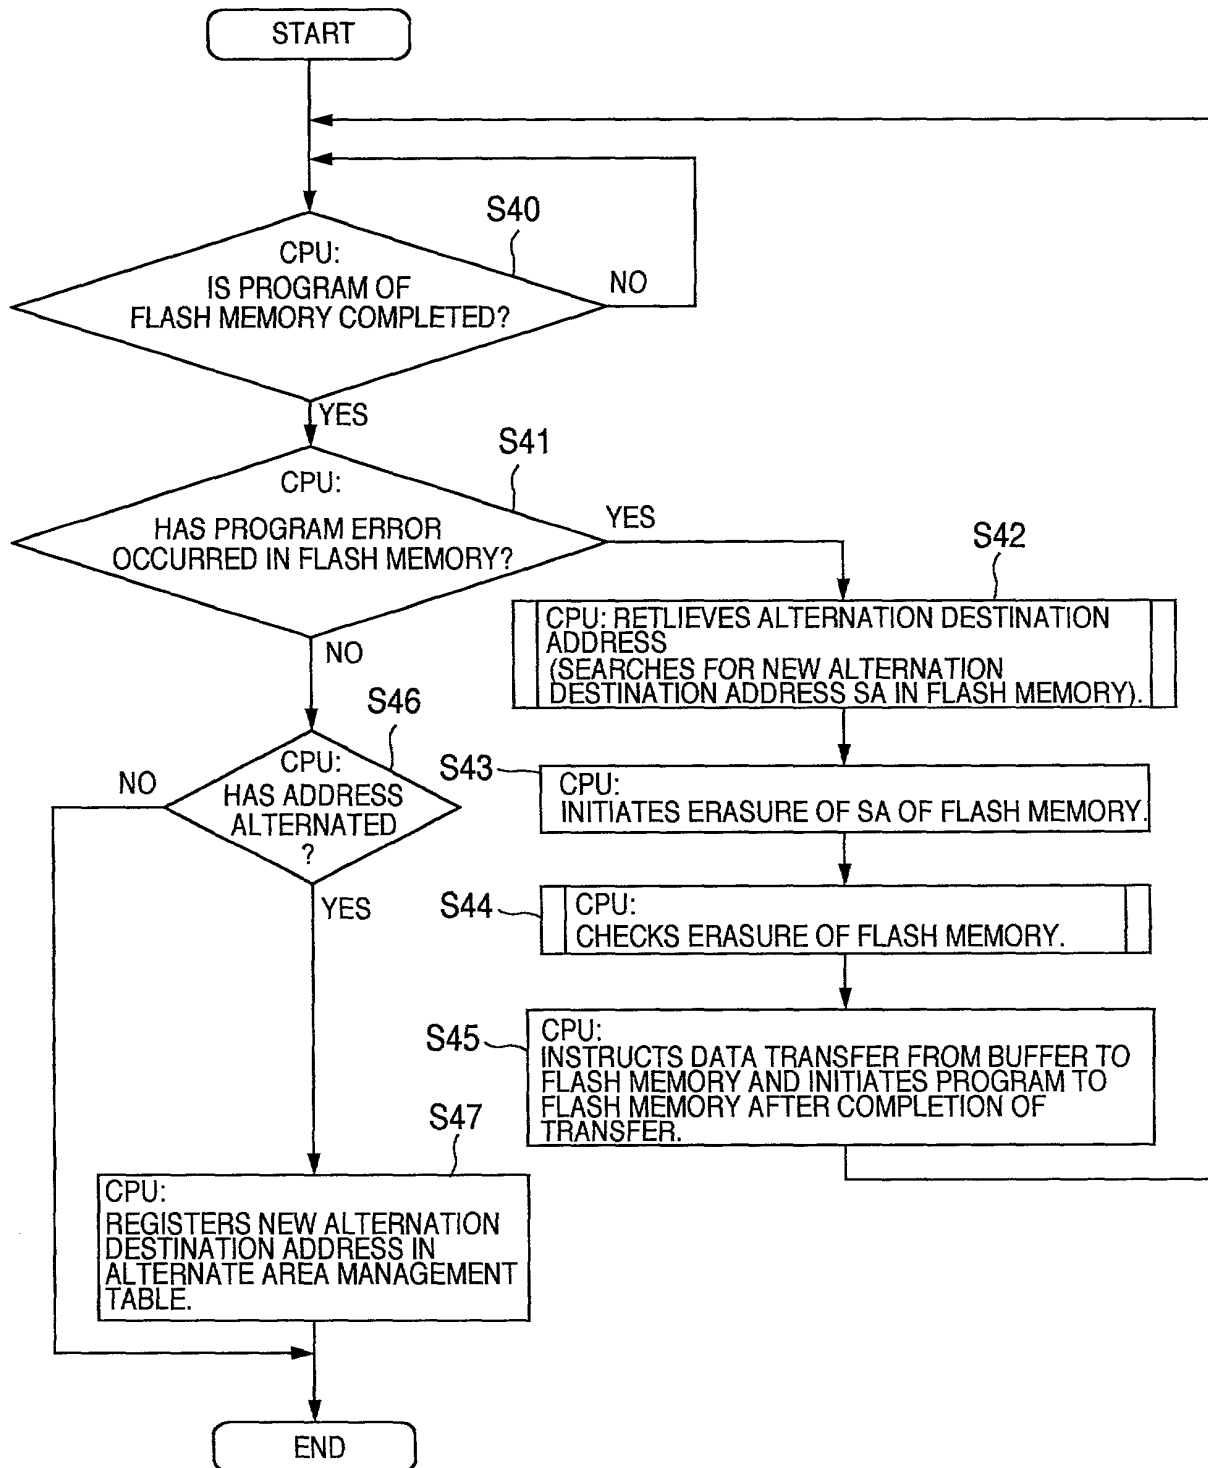 START
S40
CPU:
IS PROGRAM OF
FLASH MEMORY COMPLETED?
NO
YES
S41
CPU:
HAS PROGRAM ERROR
OCCURRED IN FLASH MEMORY?
YES
NO
S42
CPU: RETLIEVES ALTERNATION DESTINATION
ADDRESS
(SEARCHES FOR NEW ALTERNATION
DESTINATION ADDRESS SA IN FLASH MEMORY).
S43
CPU:
INITIATES ERASURE OF SA OF FLASH MEMORY.
S44
CPU:
CHECKS ERASURE OF FLASH MEMORY.
S45
CPU:
INSTRUCTS DATA TRANSFER FROM BUFFER TO
FLASH MEMORY AND INITIATES PROGRAM TO
FLASH MEMORY AFTER COMPLETION OF
TRANSFER.
S46
CPU:
HAS ADDRESS
ALTERNATED
?
NO
YES
S47
CPU:
REGISTERS NEW ALTERNATION
DESTINATION ADDRESS IN
ALTERNATE AREA MANAGEMENT
TABLE.
END